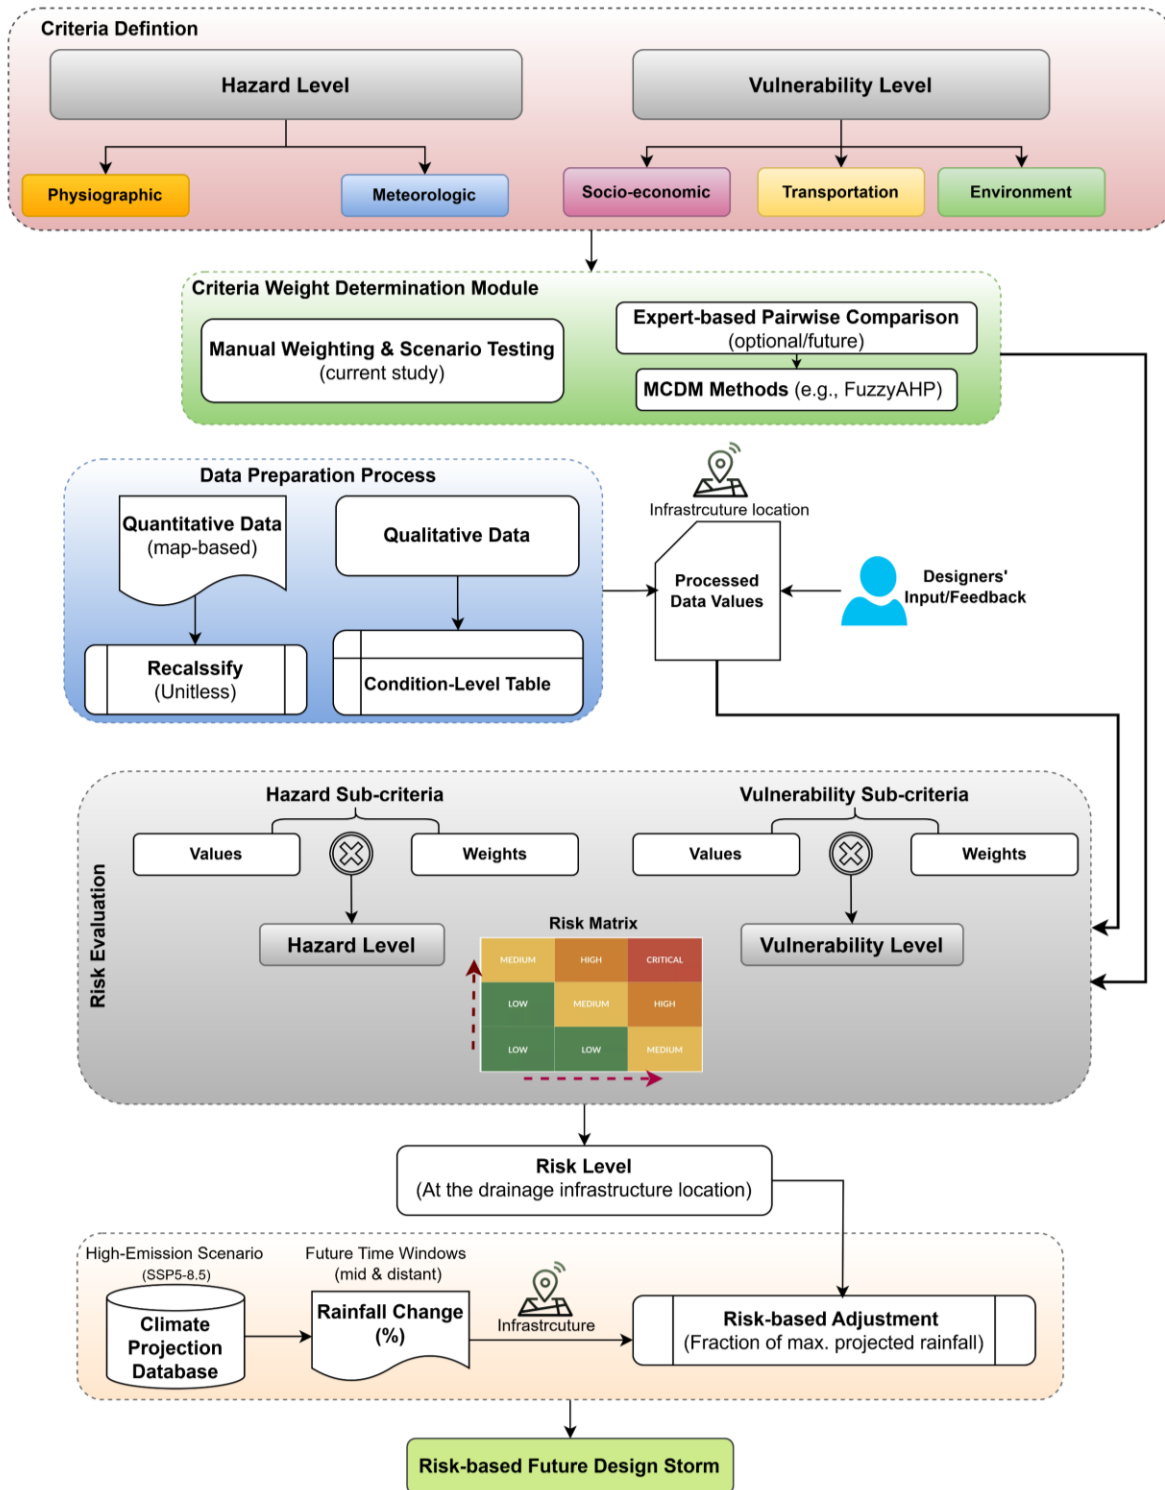 Criteria Defintion
Hazard Level
Vulnerability Level
Physiographic
Meteorologic
Socio-economic
Transportation
Environment
Criteria Weight Determination Module
Manual Weighting & Scenario Testing
(current study)
Expert-based Pairwise Comparison
(optional/future)
MCDM Methods (e.g., FuzzyAHP)
Data Preparation Process
Quantitative Data
(map-based)
Qualitative Data
Recalssify
(Unitless)
Condition-Level Table
Infrastrcuture location
Processed
Data Values
Designers'
Input/Feedback
Risk Evaluation
Hazard Sub-criteria
Values
Weights
Hazard Level
Vulnerability Sub-criteria
Values
Weights
Vulnerability Level
Risk Matrix
MEDIUM HIGH CRITICAL
LOW MEDIUM HIGH
LOW LOW MEDIUM
Risk Level
(At the drainage infrastructure location)
High-Emission Scenario
(SSP5-8.5)
Climate
Projection
Database
Future Time Windows
(mid & distant)
Rainfall Change
(%)
Infrastrcuture
Risk-based Adjustment
(Fraction of max. projected rainfall)
Risk-based Future Design Storm